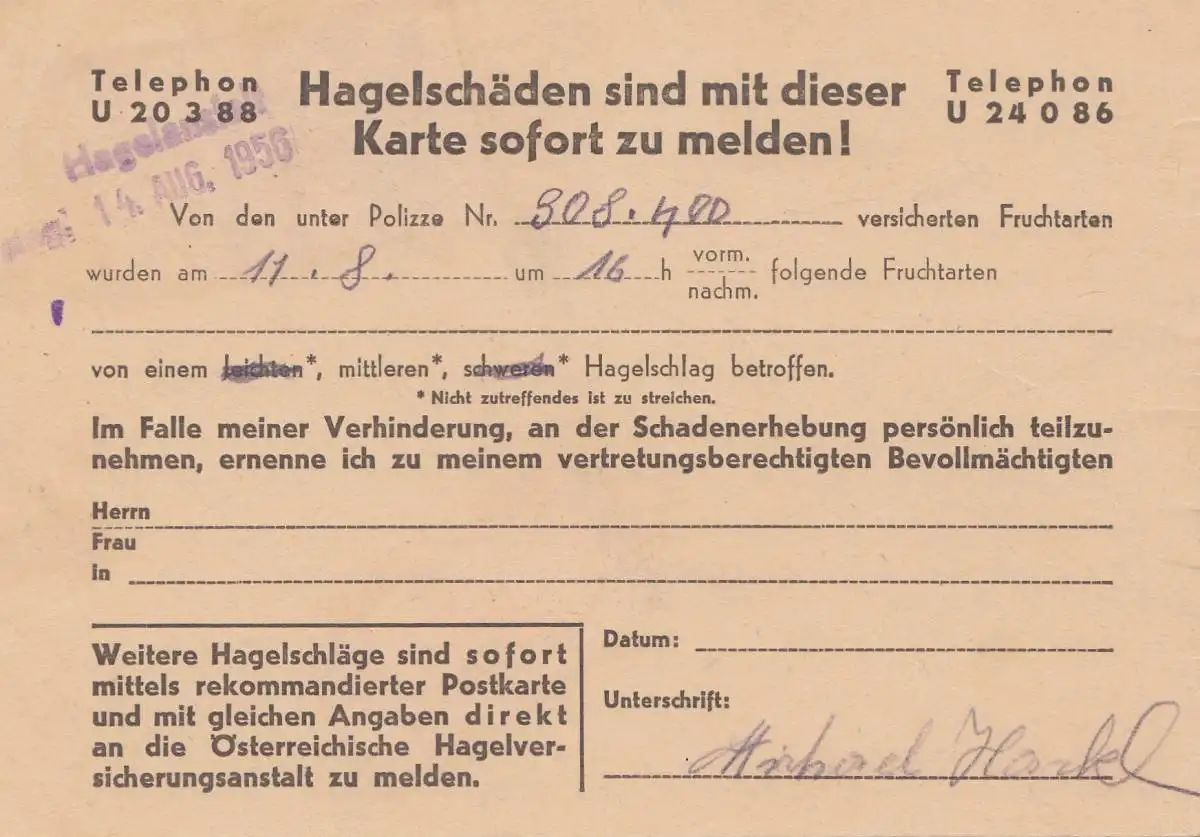 Telephon
U 20 3 88
Hagelschäden sind mit dieser
Karte sofort zu melden!
Telephon
U 24 0 86
14. AUG. 1956
Von den unter Polizze Nr. 808.400 versicherten Fruchtarten
wurden am 11.8. um 16 h vorm. folgende Fruchtarten
nachm.
von einem leichten*, mittleren*, schweren* Hagelschlag betroffen.
* Nicht zutreffendes ist zu streichen.
Im Falle meiner Verhinderung, an der Schadenerhebung persönlich teilzu-
nehmen, ernenne ich zu meinem vertretungsberechtigten Bevollmächtigten
Herrn
Frau
in
Weitere Hagelschläge sind sofort
mittels rekommandierter Postkarte
und mit gleichen Angaben direkt
an die Österreichische Hagelver-
sicherungsanstalt zu melden.
Datum:
Unterschrift: